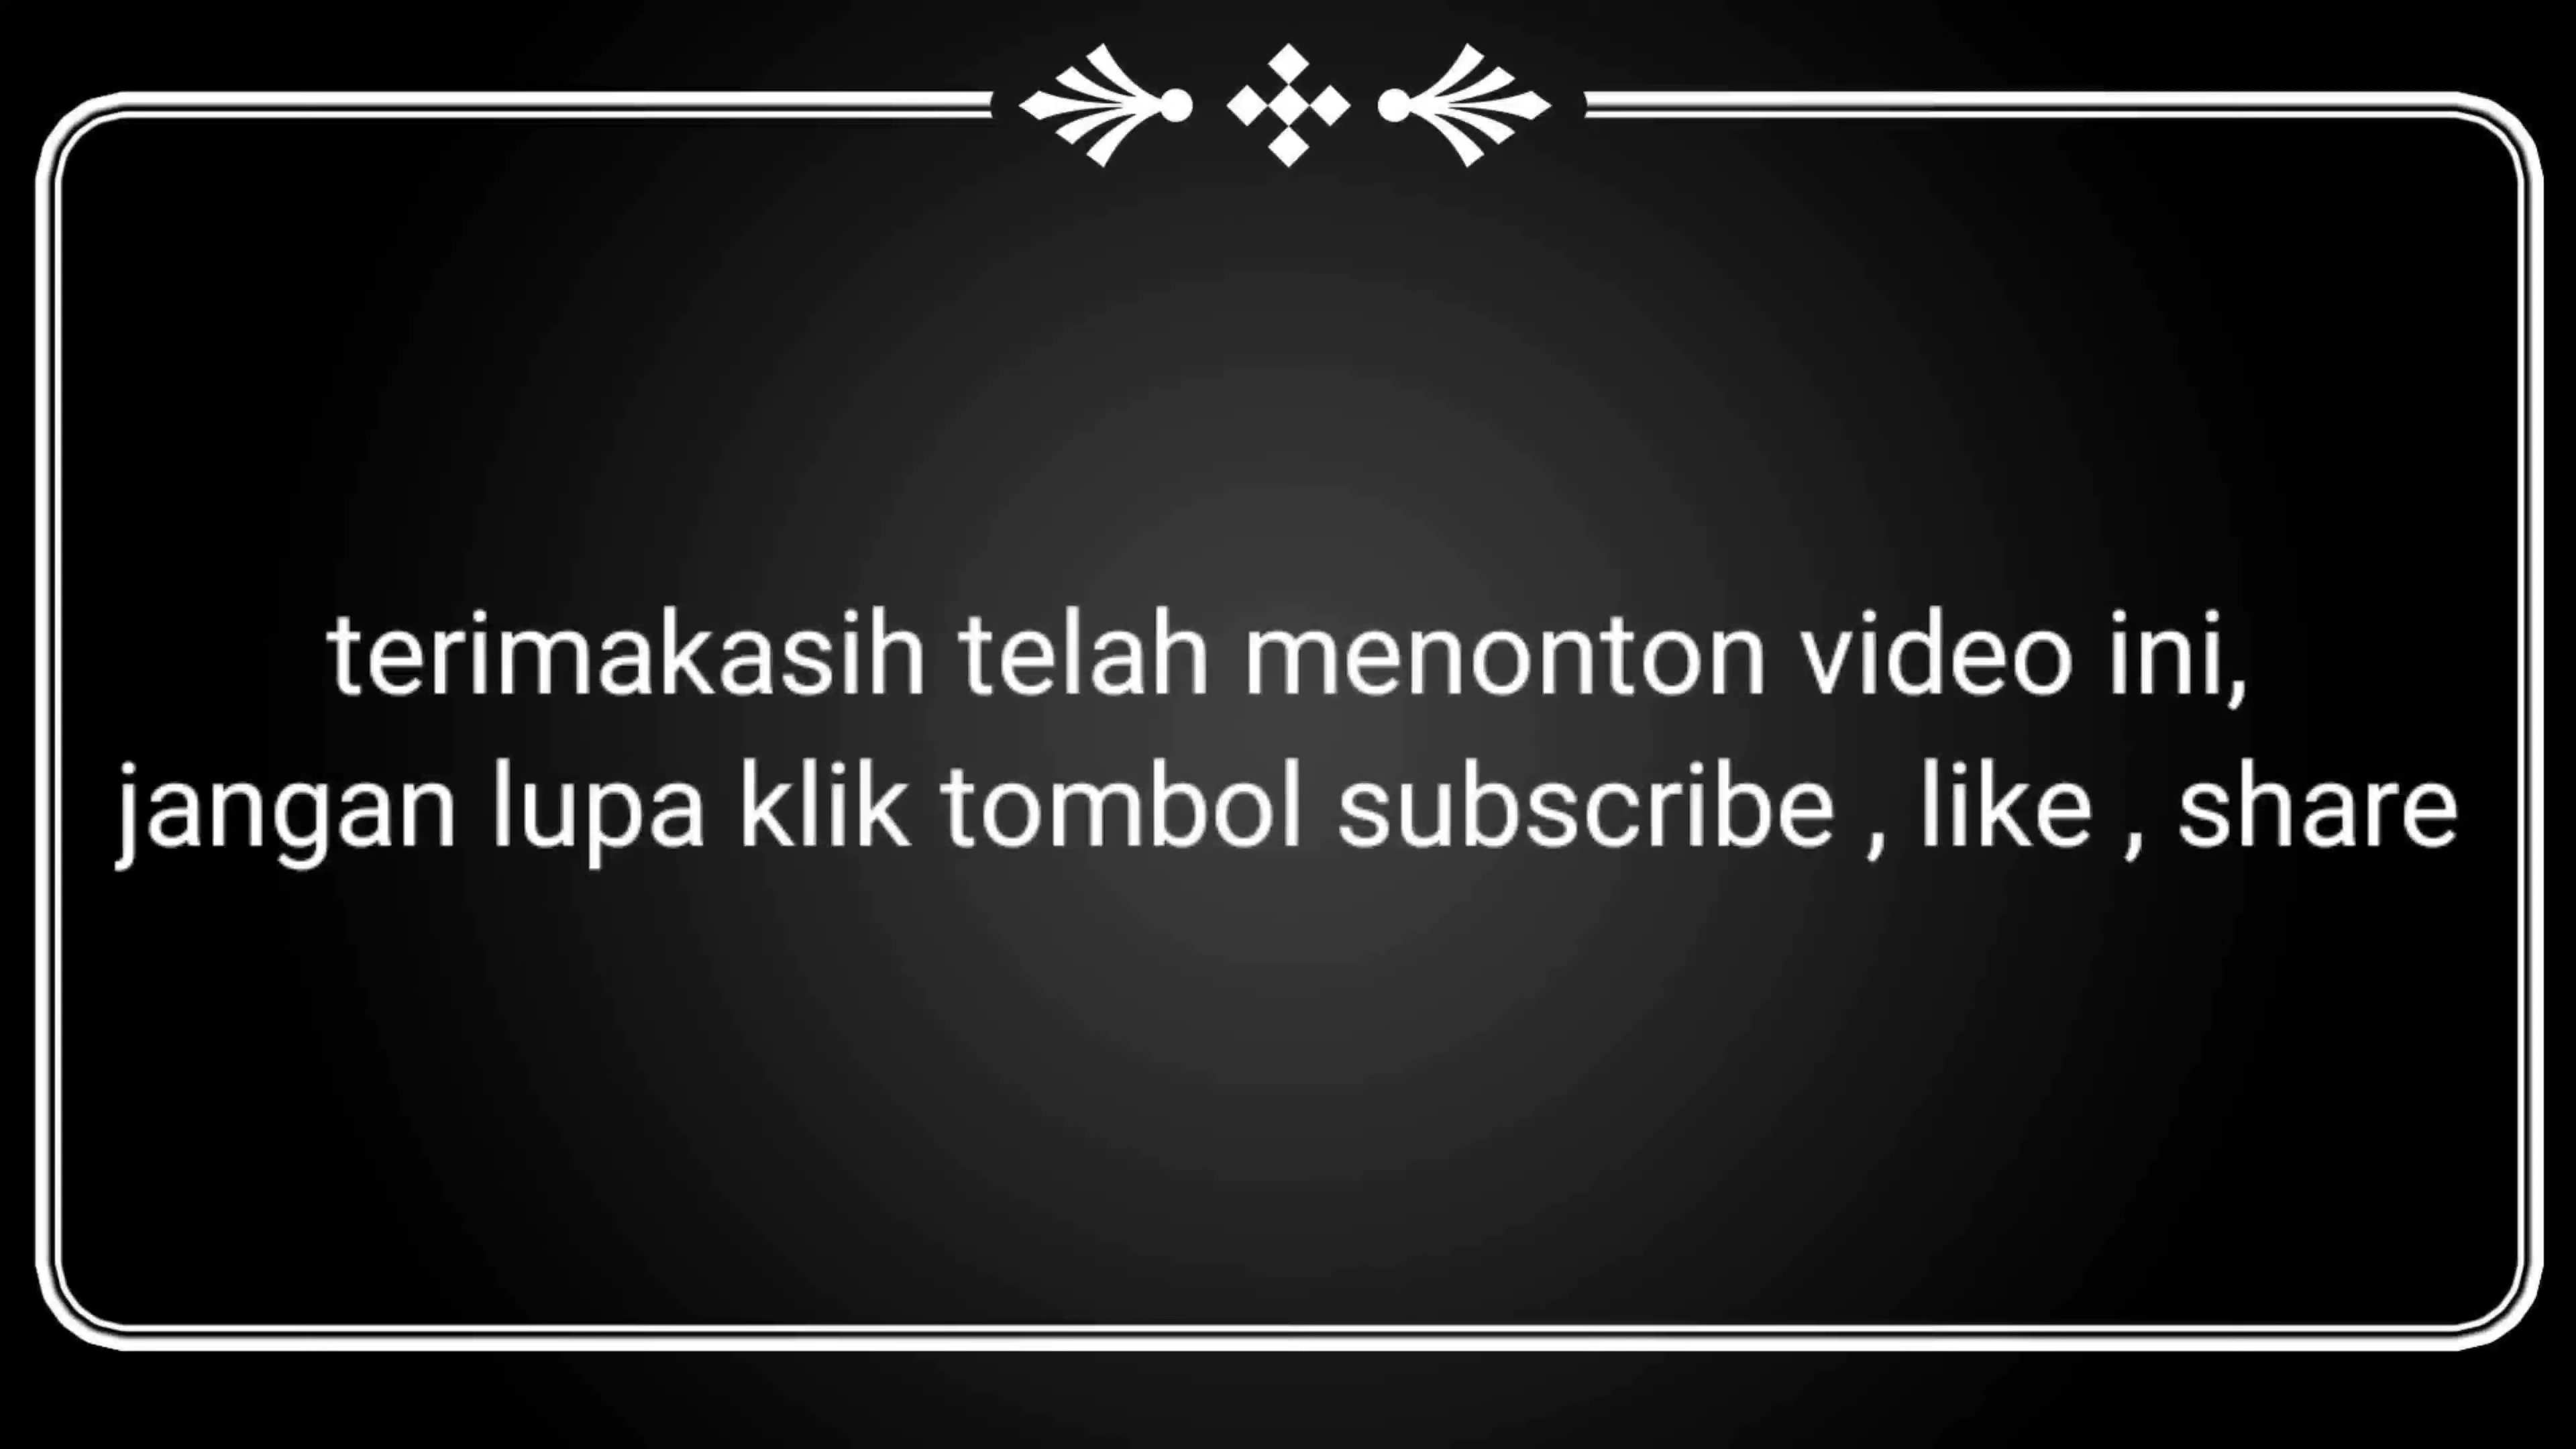 terimakasih telah menonton video ini,
jangan lupa klik tombol subscribe , like , share